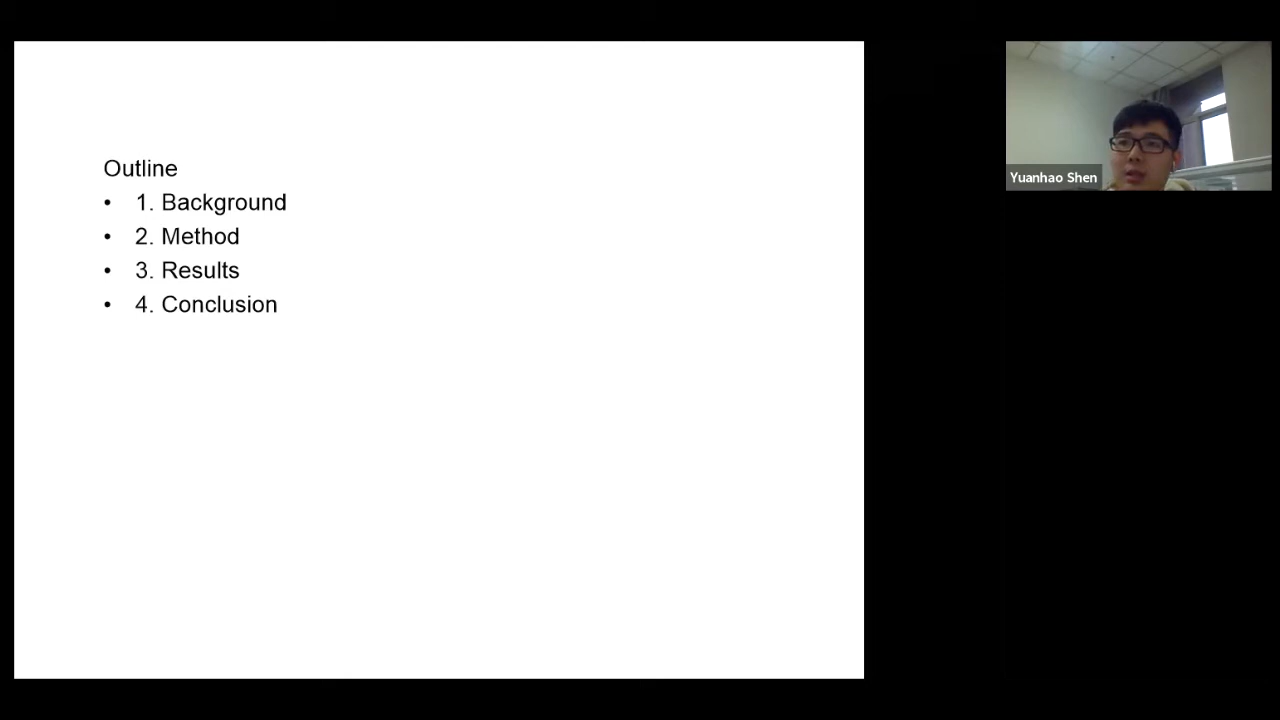 Outline
• 1. Background
• 2. Method
• 3. Results
• 4. Conclusion
Yuanhao Shen